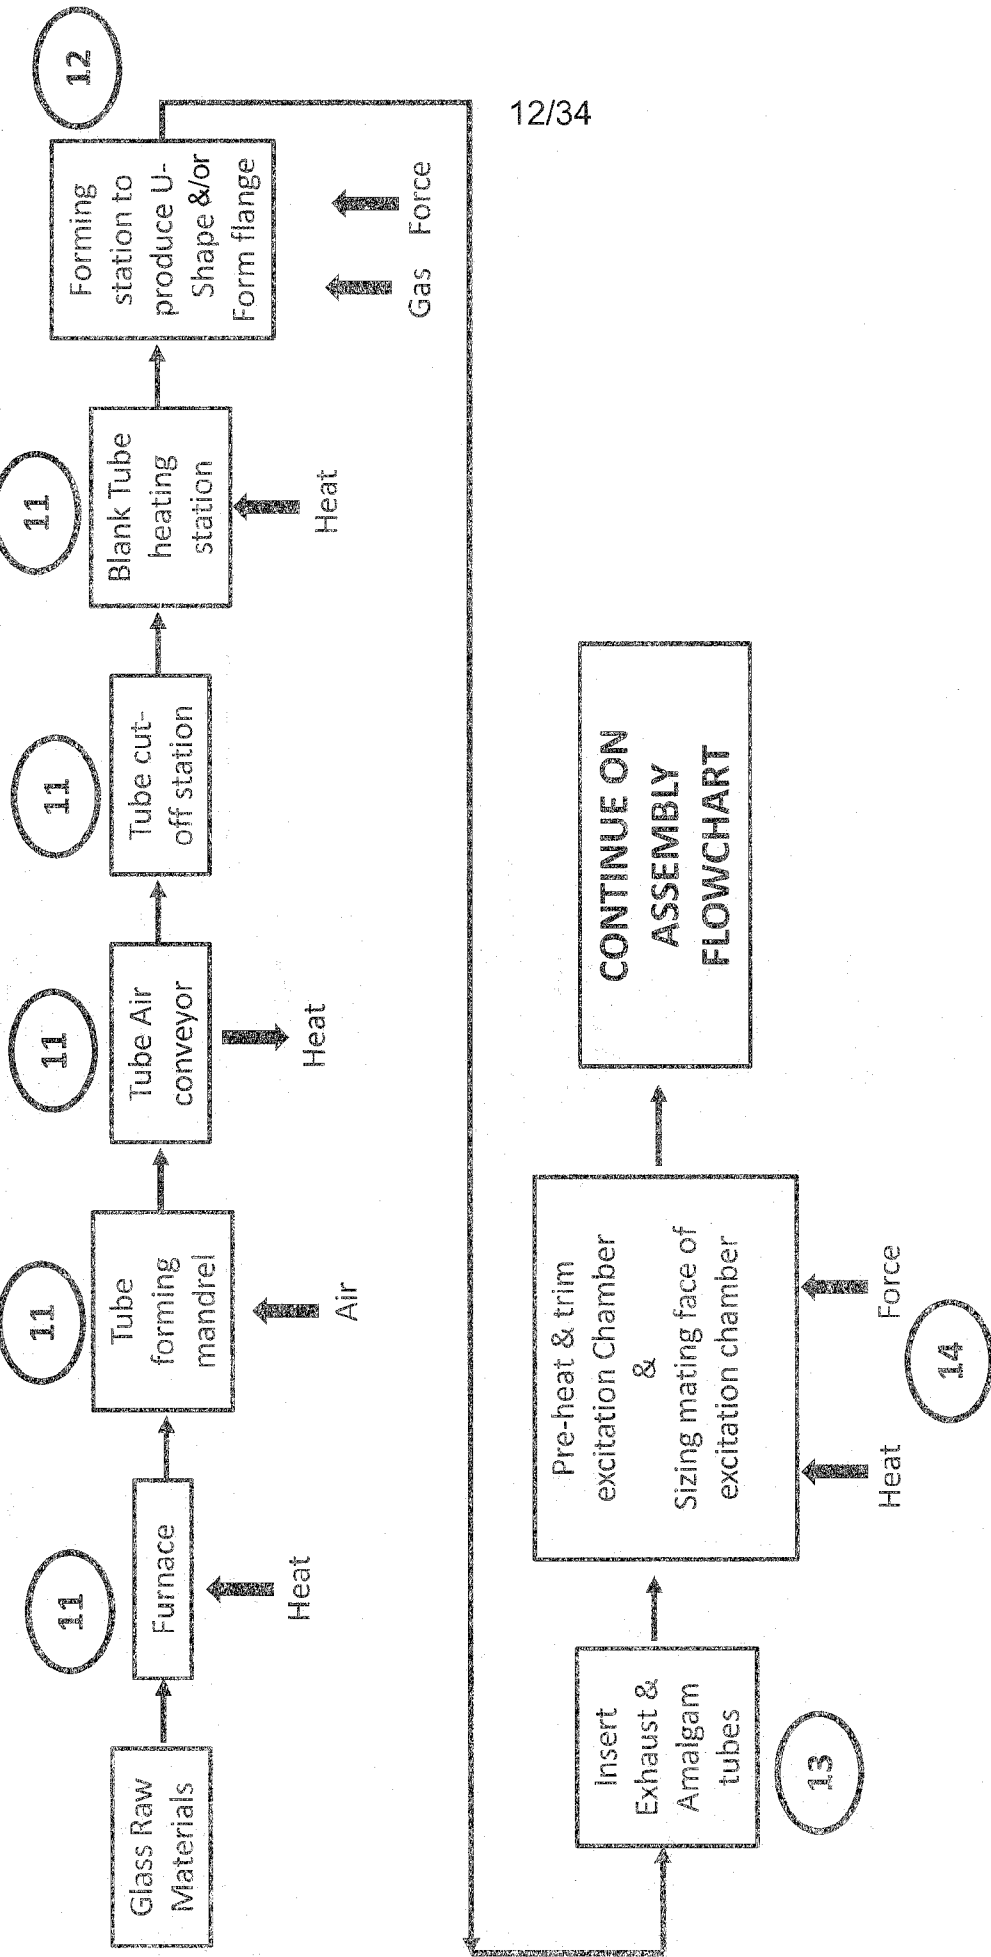 12/34
Glass Raw
Materials
11
Furnace
Heat
11
Tube
forming
mandrel
Air
11
Tube Air
conveyor
Heat
11
Tube cut-
off station
11
Blank Tube
heating
station
Heat
12
Forming
station to
produce U-
Shape &/or
Form flange
Gas
Force
Insert
Exhaust &
Amalgam
tubes
13
Pre-heat & trim
excitation Chamber
&
Sizing mating face of
excitation chamber
Heat
Force
14
CONTINUE ON
ASSEMBLY
FLOWCHART